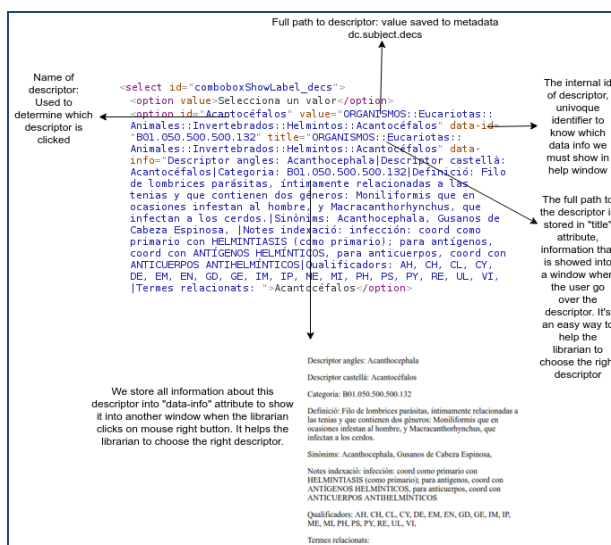 Full path to descriptor: value saved to metadata
dc.subject.decs
Name of
descriptor:
Used to
determine which
descriptor is
clicked
<select id="comboboxShowLabel_decs">
<option value>Selecciona un valor</option>
<option id="Acantocéfalos" value="ORGANISMOS::Eucariotas::
Animales::Invertebrados::Helmintos::Acantocéfalos" data-id=
"B01.050.500.500.132" title="ORGANISMOS::Eucariotas::
Animales::Invertebrados::Helmintos::Acantocéfalos" data-
info="Descriptor angles: Acanthocephala|Descriptor castellà:
Acantocéfalos|Categoria: B01.050.500.500.132|Definició: Filo
de lombrices parásitas, íntimamente relacionadas a las
tenias y que contienen dos géneros: Moniliformis que en
ocasiones infestan al hombre, y Macracanthorhynchus, que
infectan a los cerdos.|Sinònims: Acanthocephala, Gusanos de
Cabeza Espinosa, |Notes indexació: infección: coord como
primario con HELMINTIASIS (como primario); para antígenos,
coord con ANTÍGENOS HELMÍNTICOS, para anticuerpos, coord con
ANTICUERPOS ANTIHELMÍNTICOS|Qualificadors: AH, CH, CL, CY,
DE, EM, EN, GD, GE, IM, IP, ME, MI, PH, PS, PY, RE, UL, VI,
|Termes relacionats: ">Acantocéfalos</option>
The internal id
of descriptor,
univoque
identifier to
know which
data info we
must show in
help window
The full path to
the descriptor is
stored in "title"
attribute,
information that
is showed into
a window when
the user go
over the
descriptor. It's
an easy way to
help the
librarian to
choose the right
descriptor
We store all information about this
descriptor into "data-info" attribute to show
it into another window when the librarian
clicks on mouse right button. It helps the
librarian to choose the right descriptor.
Descriptor angles: Acanthocephala
Descriptor castellà: Acantocéfalos
Categoria: B01.050.500.500.132
Definició: Filo de lombrices parásitas, íntimamente relacionadas a
las tenias y que contienen dos géneros: Moniliformis que en
ocasiones infestan al hombre, y Macracanthorhynchus, que
infectan a los cerdos.
Sinònims: Acanthocephala, Gusanos de Cabeza Espinosa,
Notes indexació: infección: coord como primario con
HELMINTIASIS (como primario); para antígenos, coord con
ANTÍGENOS HELMÍNTICOS, para anticuerpos, coord con
ANTICUERPOS ANTIHELMÍNTICOS
Qualificadors: AH, CH, CL, CY, DE, EM, EN, GD, GE, IM, IP,
ME, MI, PH, PS, PY, RE, UL, VI,
Termes relacionats: